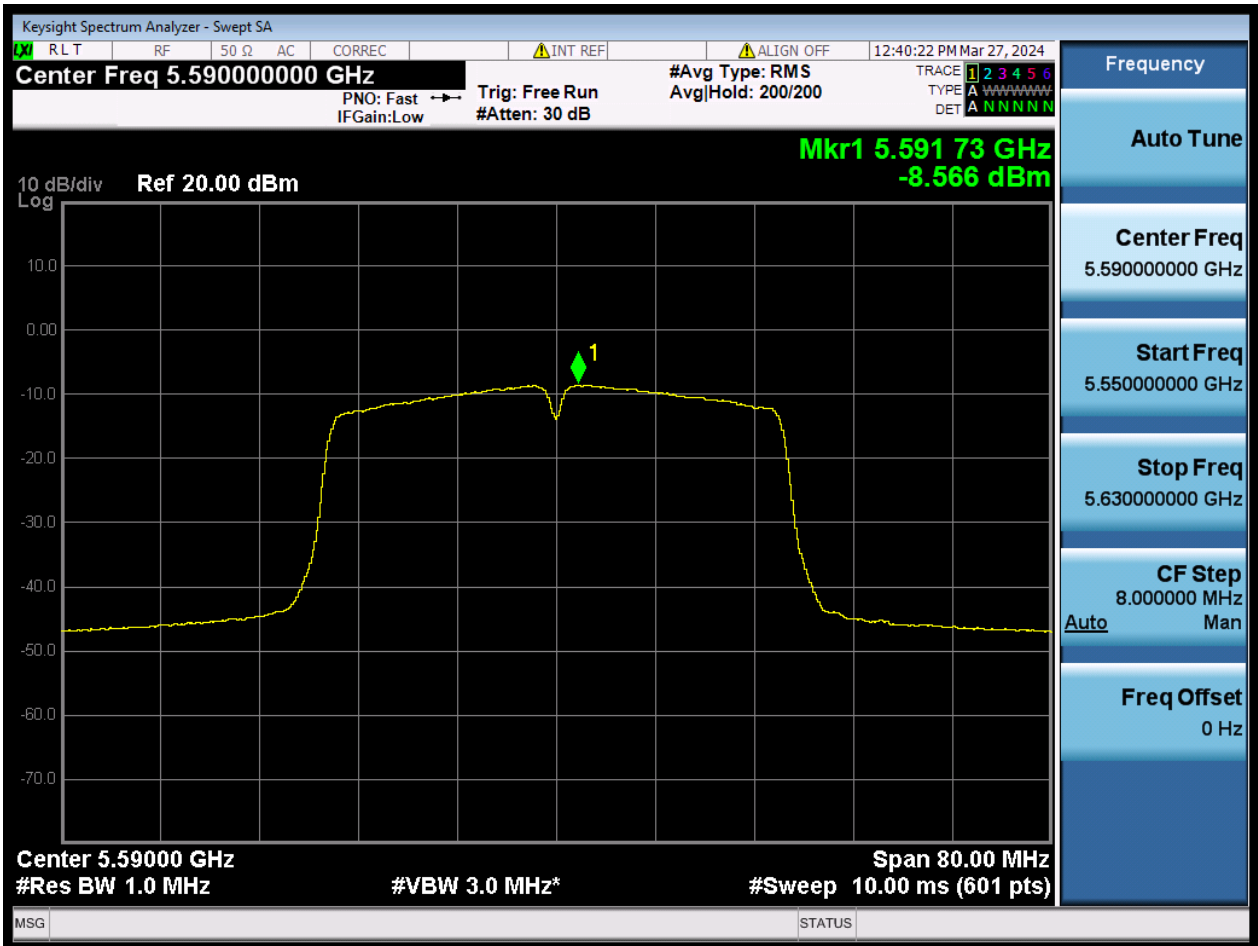 Keysight Spectrum Analyzer - Swept SA
LXI RLT RF 50 Ω AC CORREC INT REF ALIGN OFF 12:40:22 PM Mar 27, 2024
Center Freq 5.590000000 GHz
PNO: Fast
IFGain:Low
Trig: Free Run
#Atten: 30 dB
#Avg Type: RMS
Avg|Hold: 200/200
TRACE 1 2 3 4 5 6
TYPE A WWWWW
DET A N N N N N
Mkr1 5.591 73 GHz
-8.566 dBm
10 dB/div Ref 20.00 dBm
Log
10.0
0.00
-10.0
-20.0
-30.0
-40.0
-50.0
-60.0
-70.0
1
Center 5.59000 GHz Span 80.00 MHz
#Res BW 1.0 MHz #VBW 3.0 MHz* #Sweep 10.00 ms (601 pts)
MSG STATUS
Frequency
Auto Tune
Center Freq
5.590000000 GHz
Start Freq
5.550000000 GHz
Stop Freq
5.630000000 GHz
CF Step
8.000000 MHz
Auto Man
Freq Offset
0 Hz